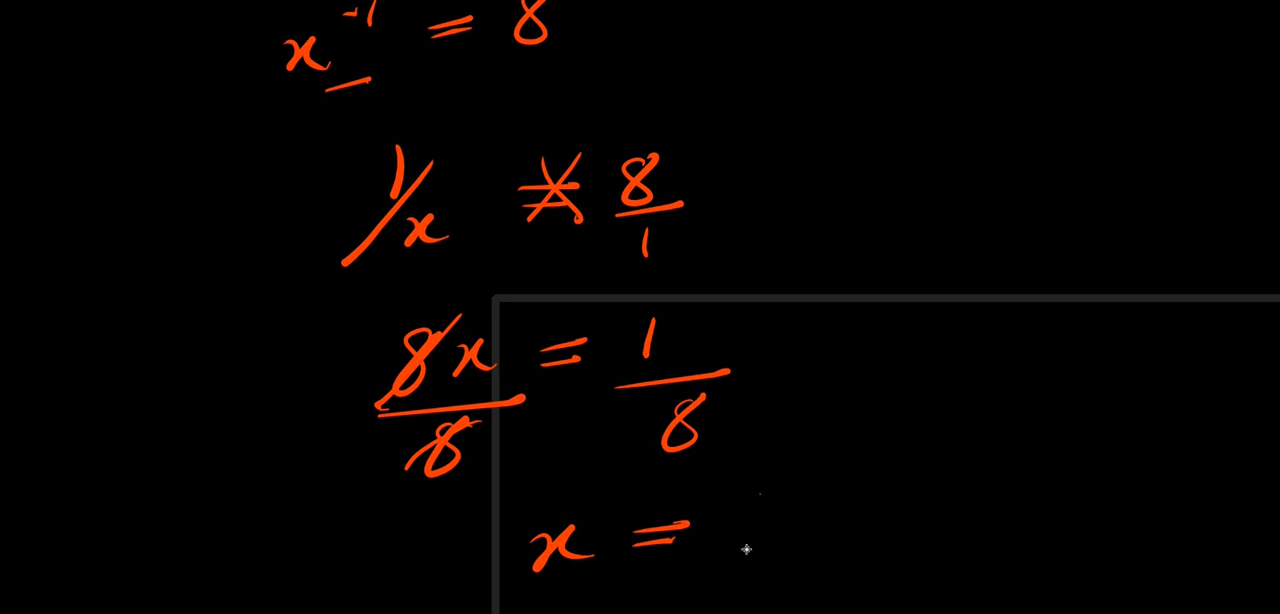 x⁻¹ = 8
1/x = 8/1
8x/8 = 1/8
x =